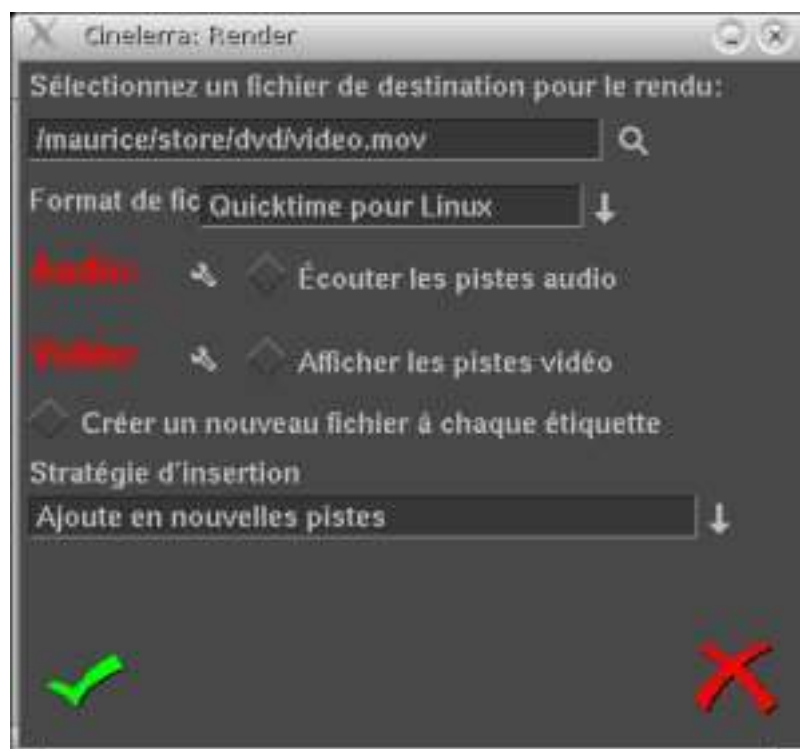 Cinelerra: Render
Sélectionnez un fichier de destination pour le rendu:
/maurice/store/dvd/video.mov
Format de fic Quicktime pour Linux
Audio: Écouter les pistes audio
Video: Afficher les pistes vidéo
Créer un nouveau fichier à chaque étiquette
Stratégie d'insertion
Ajoute en nouvelles pistes